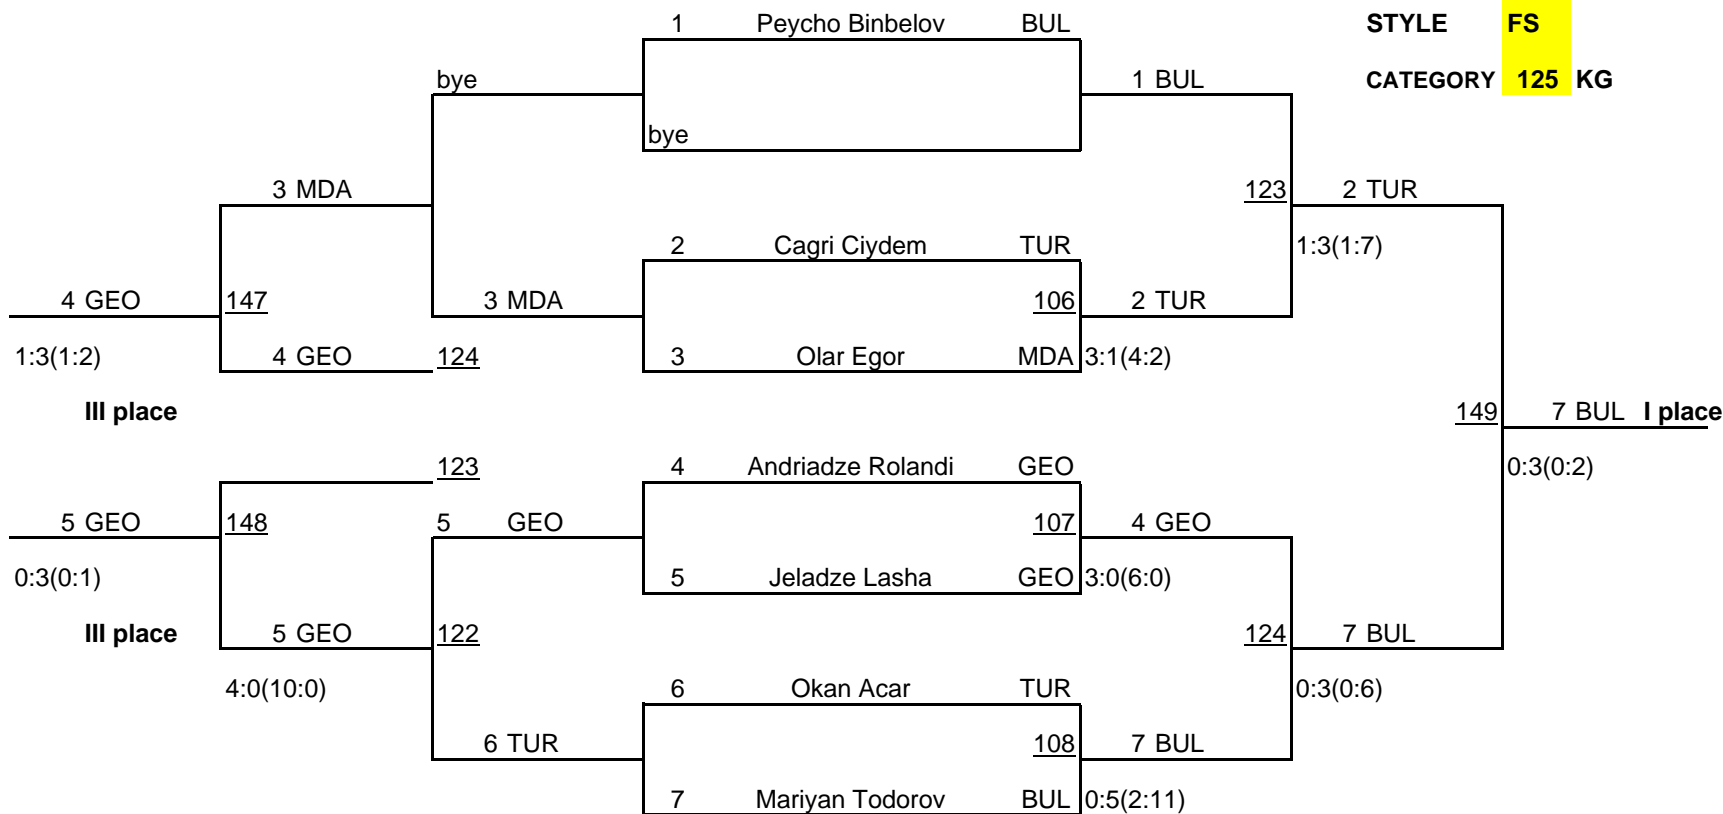 1 Peycho Binbelov BUL STYLE FS
bye 1 BUL CATEGORY 125 KG
bye
3 MDA 123 2 TUR
2 Cagri Ciydem TUR 1:3(1:7)
4 GEO 147 3 MDA 106 2 TUR
1:3(1:2) 4 GEO 124 3 Olar Egor MDA 3:1(4:2)
III place 149 7 BUL I place
123 4 Andriadze Rolandi GEO 0:3(0:2)
5 GEO 148 5 GEO 107 4 GEO
0:3(0:1) 5 Jeladze Lasha GEO 3:0(6:0)
III place 5 GEO 122 124 7 BUL
4:0(10:0) 6 Okan Acar TUR 0:3(0:6)
6 TUR 108 7 BUL
7 Mariyan Todorov BUL 0:5(2:11)